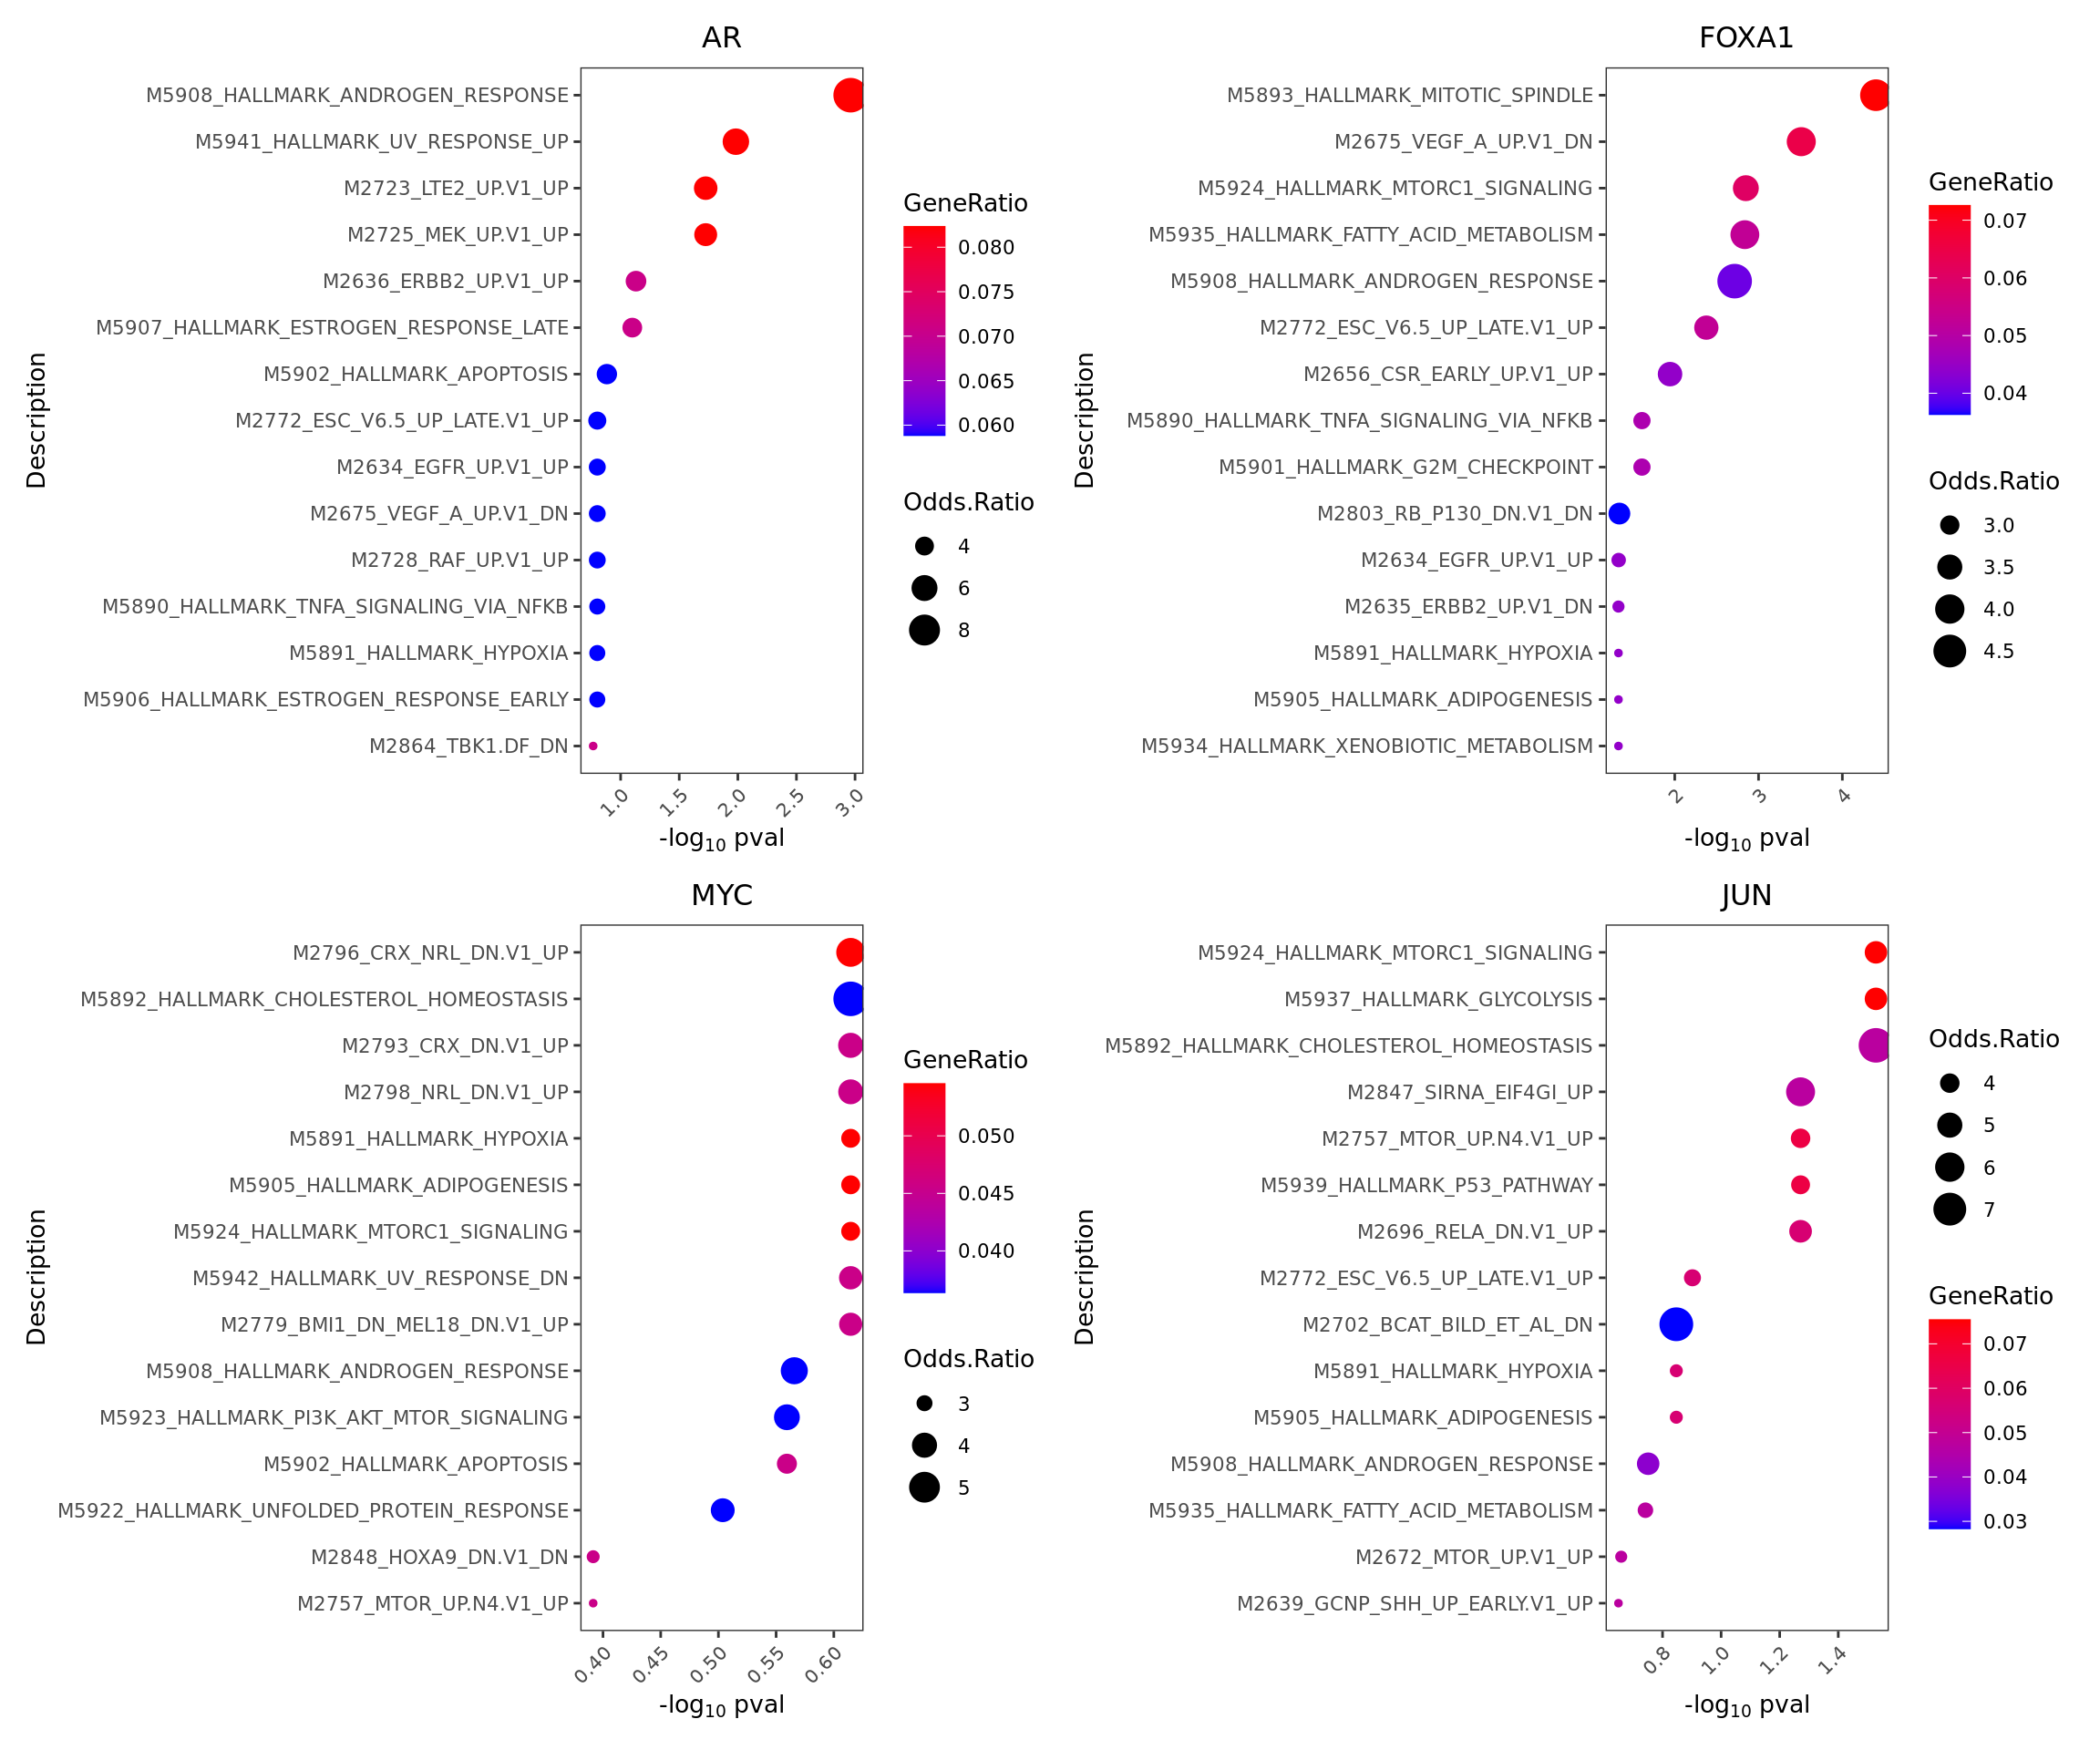 AR
M5908_HALLMARK_ANDROGEN_RESPONSE
M5941_HALLMARK_UV_RESPONSE_UP
M2723_LTE2_UP.V1_UP
M2725_MEK_UP.V1_UP
M2636_ERBB2_UP.V1_UP
M5907_HALLMARK_ESTROGEN_RESPONSE_LATE
M5902_HALLMARK_APOPTOSIS
M2772_ESC_V6.5_UP_LATE.V1_UP
M2634_EGFR_UP.V1_UP
M2675_VEGF_A_UP.V1_DN
M2728_RAF_UP.V1_UP
M5890_HALLMARK_TNFA_SIGNALING_VIA_NFKB
M5891_HALLMARK_HYPOXIA
M5906_HALLMARK_ESTROGEN_RESPONSE_EARLY
M2864_TBK1.DF_DN
Description
1.0 1.5 2.0 2.5 3.0
-log10 pval
GeneRatio
0.080
0.075
0.070
0.065
0.060
Odds.Ratio
4
6
8
FOXA1
M5893_HALLMARK_MITOTIC_SPINDLE
M2675_VEGF_A_UP.V1_DN
M5924_HALLMARK_MTORC1_SIGNALING
M5935_HALLMARK_FATTY_ACID_METABOLISM
M5908_HALLMARK_ANDROGEN_RESPONSE
M2772_ESC_V6.5_UP_LATE.V1_UP
M2656_CSR_EARLY_UP.V1_UP
M5890_HALLMARK_TNFA_SIGNALING_VIA_NFKB
M5901_HALLMARK_G2M_CHECKPOINT
M2803_RB_P130_DN.V1_DN
M2634_EGFR_UP.V1_UP
M2635_ERBB2_UP.V1_DN
M5891_HALLMARK_HYPOXIA
M5905_HALLMARK_ADIPOGENESIS
M5934_HALLMARK_XENOBIOTIC_METABOLISM
Description
2 3 4
-log10 pval
GeneRatio
0.07
0.06
0.05
0.04
Odds.Ratio
3.0
3.5
4.0
4.5
MYC
M2796_CRX_NRL_DN.V1_UP
M5892_HALLMARK_CHOLESTEROL_HOMEOSTASIS
M2793_CRX_DN.V1_UP
M2798_NRL_DN.V1_UP
M5891_HALLMARK_HYPOXIA
M5905_HALLMARK_ADIPOGENESIS
M5924_HALLMARK_MTORC1_SIGNALING
M5942_HALLMARK_UV_RESPONSE_DN
M2779_BMI1_DN_MEL18_DN.V1_UP
M5908_HALLMARK_ANDROGEN_RESPONSE
M5923_HALLMARK_PI3K_AKT_MTOR_SIGNALING
M5902_HALLMARK_APOPTOSIS
M5922_HALLMARK_UNFOLDED_PROTEIN_RESPONSE
M2848_HOXA9_DN.V1_DN
M2757_MTOR_UP.N4.V1_UP
Description
0.40 0.45 0.50 0.55 0.60
-log10 pval
GeneRatio
0.050
0.045
0.040
Odds.Ratio
3
4
5
JUN
M5924_HALLMARK_MTORC1_SIGNALING
M5937_HALLMARK_GLYCOLYSIS
M5892_HALLMARK_CHOLESTEROL_HOMEOSTASIS
M2847_SIRNA_EIF4GI_UP
M2757_MTOR_UP.N4.V1_UP
M5939_HALLMARK_P53_PATHWAY
M2696_RELA_DN.V1_UP
M2772_ESC_V6.5_UP_LATE.V1_UP
M2702_BCAT_BILD_ET_AL_DN
M5891_HALLMARK_HYPOXIA
M5905_HALLMARK_ADIPOGENESIS
M5908_HALLMARK_ANDROGEN_RESPONSE
M5935_HALLMARK_FATTY_ACID_METABOLISM
M2672_MTOR_UP.V1_UP
M2639_GCNP_SHH_UP_EARLY.V1_UP
Description
0.8 1.0 1.2 1.4
-log10 pval
Odds.Ratio
4
5
6
7
GeneRatio
0.07
0.06
0.05
0.04
0.03